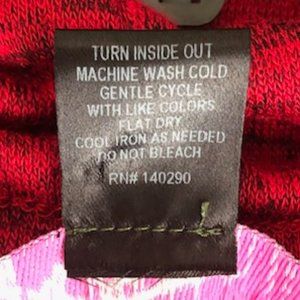 TURN INSIDE OUT
MACHINE WASH COLD
GENTLE CYCLE
WITH LIKE COLORS
FLAT DRY
COOL IRON AS NEEDED
DO NOT BLEACH
RN# 140290